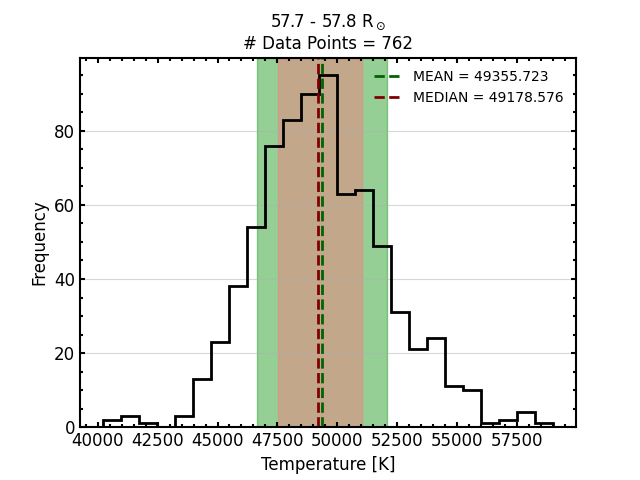 57.7 - 57.8 R⊙
# Data Points = 762
MEAN = 49355.723
MEDIAN = 49178.576
80
60
40
20
0
Frequency
40000 42500 45000 47500 50000 52500 55000 57500
Temperature [K]